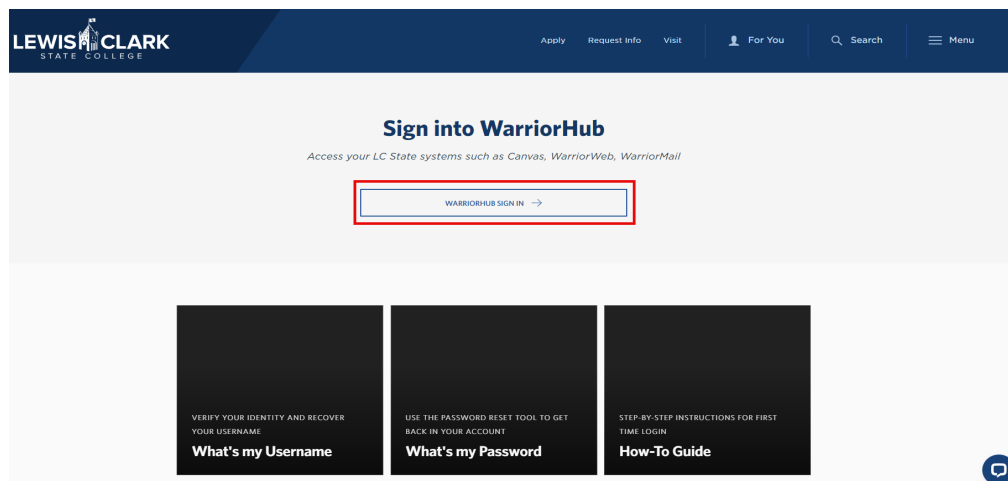 LEWIS CLARK
STATE COLLEGE
Apply Request Info Visit For You Search Menu
Sign into WarriorHub
Access your LC State systems such as Canvas, WarriorWeb, WarriorMail
WARRIORHUB SIGN IN →
VERIFY YOUR IDENTITY AND RECOVER
YOUR USERNAME
What's my Username
USE THE PASSWORD RESET TOOL TO GET
BACK IN YOUR ACCOUNT
What's my Password
STEP-BY-STEP INSTRUCTIONS FOR FIRST
TIME LOGIN
How-To Guide